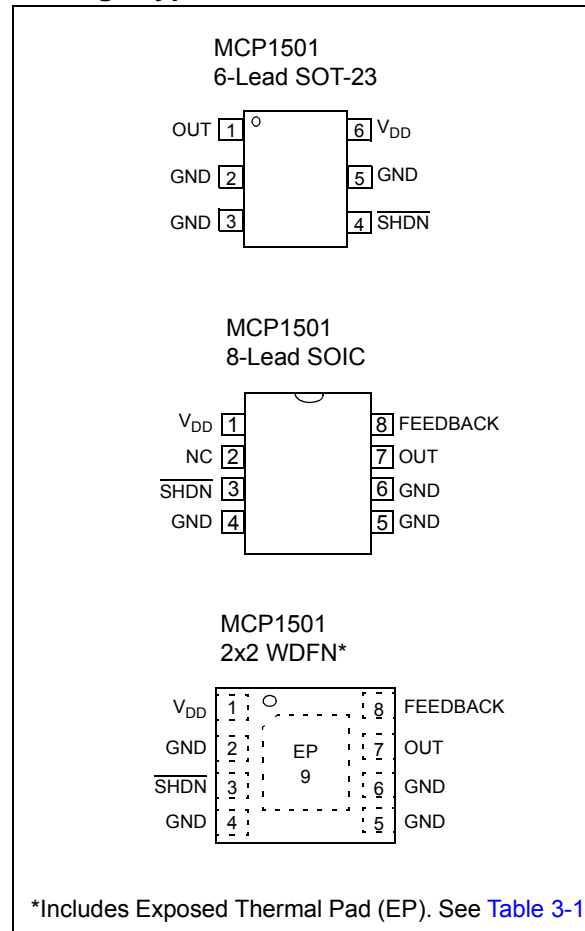 MCP1501
6-Lead SOT-23
OUT 1 6 VDD
GND 2 5 GND
GND 3 4 SHDN
MCP1501
8-Lead SOIC
VDD 1 8 FEEDBACK
NC 2 7 OUT
SHDN 3 6 GND
GND 4 5 GND
MCP1501
2x2 WDFN*
VDD 1 8 FEEDBACK
GND 2 EP 7 OUT
SHDN 3 9 6 GND
GND 4 5 GND
*Includes Exposed Thermal Pad (EP). See Table 3-1